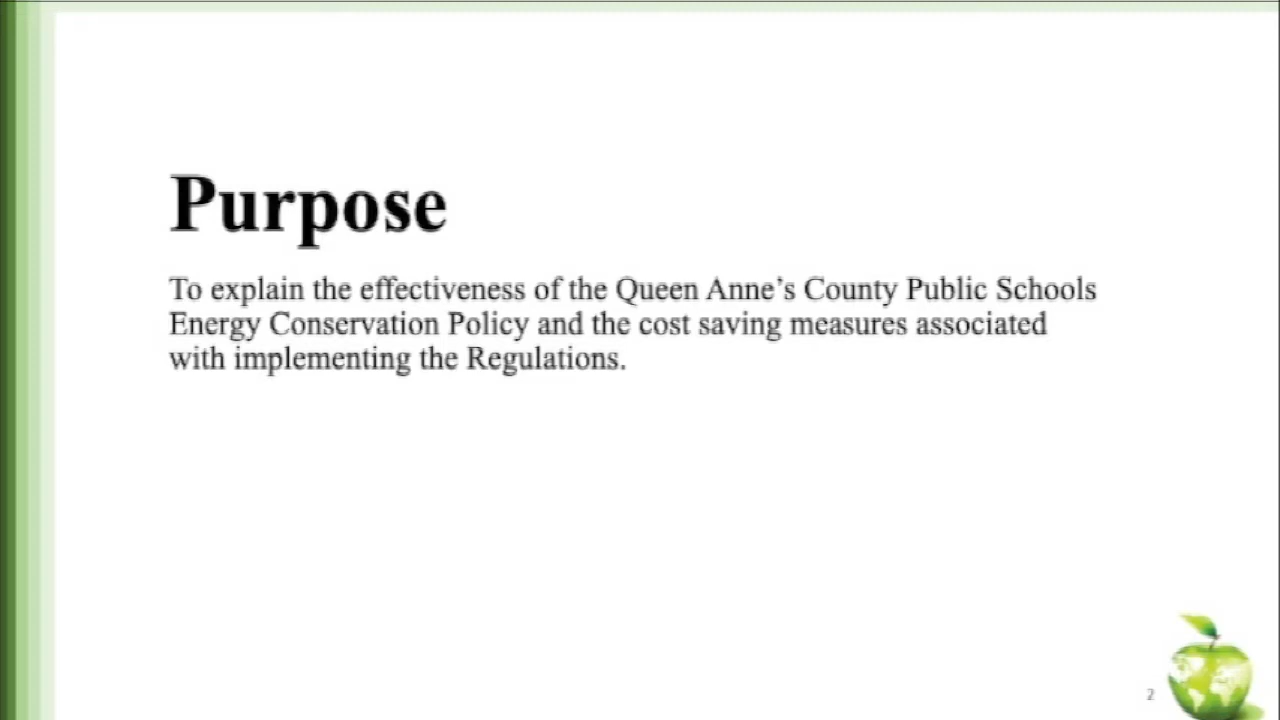 Purpose
To explain the effectiveness of the Queen Anne’s County Public Schools
Energy Conservation Policy and the cost saving measures associated
with implementing the Regulations.
2